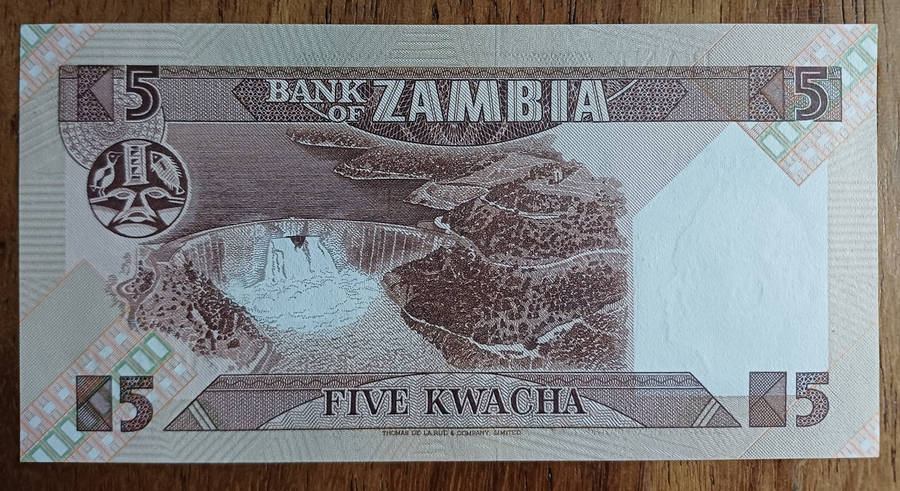 5 BANK OF ZAMBIA 5
5 FIVE KWACHA 5
THOMAS DE LA RUE & COMPANY, LIMITED